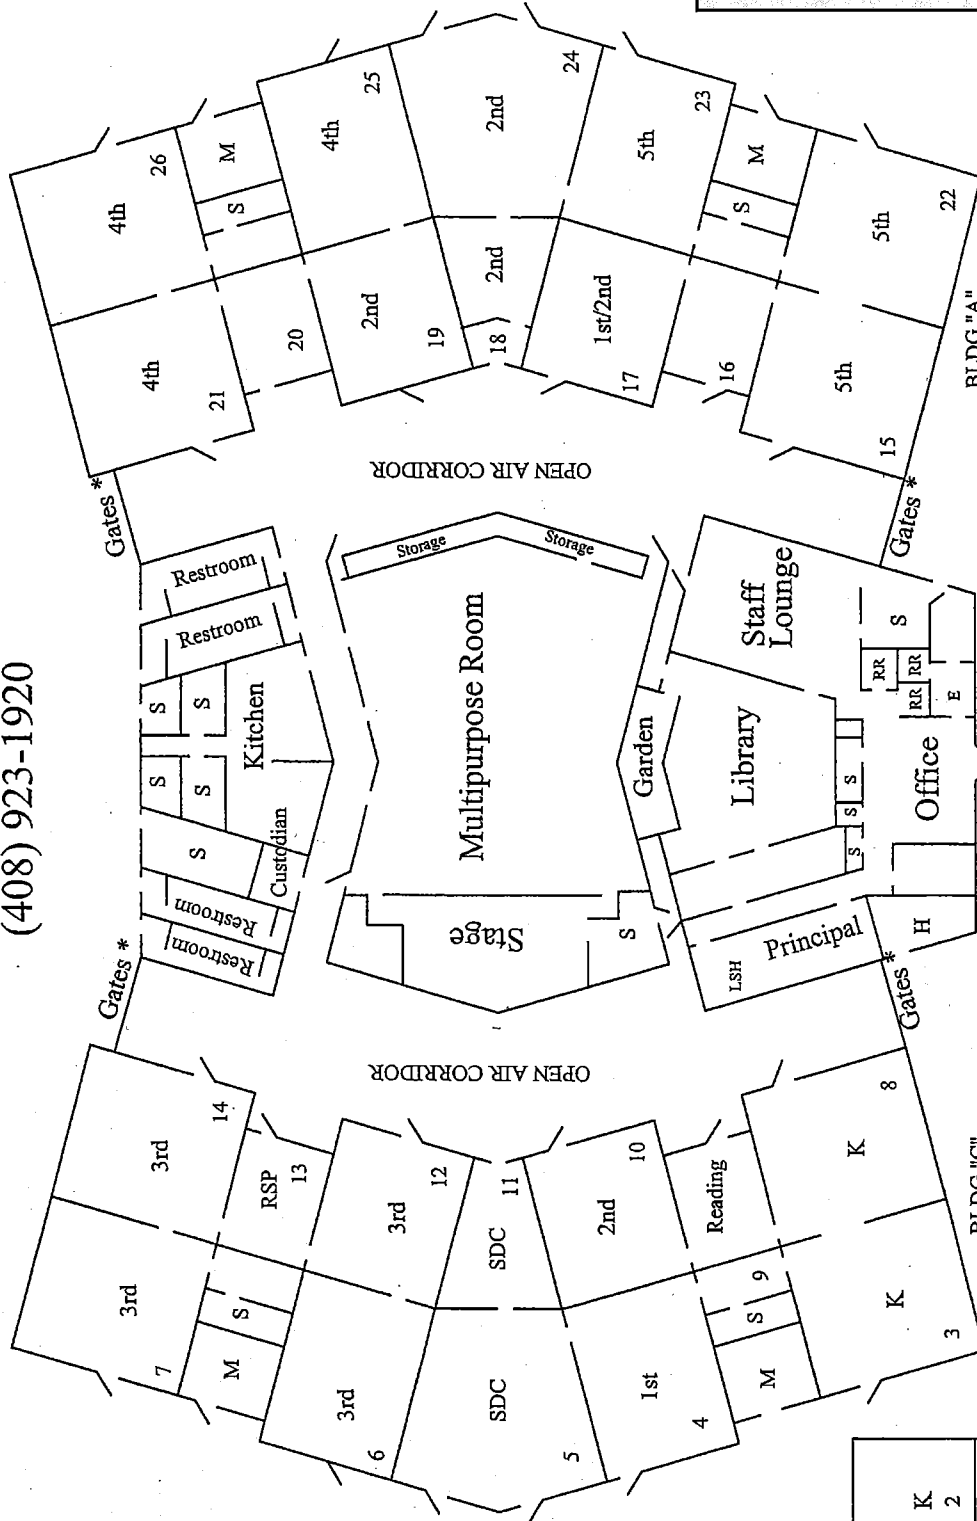 (408) 923-1920
4th
26
M
S
4th
25
2nd
24
5th
23
M
S
5th
22
4th
21
20
2nd
19
2nd
18
1st/2nd
17
16
5th
15
BLDG "A"
OPEN AIR CORRIDOR
Gates *
Gates *
Restroom
Restroom
S
S
S
S
Kitchen
S
Custodian
Restroom
Restroom
Gates *
Storage
Storage
Multipurpose Room
Stage
S
Garden
Staff
Lounge
Library
S
RR
RR
RR
E
S
S
S
Office
Principal
LSH
H
Gates *
OPEN AIR CORRIDOR
3rd
14
RSP
13
3rd
12
SDC
11
2nd
10
Reading
K
8
3rd
7
S
M
3rd
6
SDC
5
1st
4
9
S
M
K
3
K
2